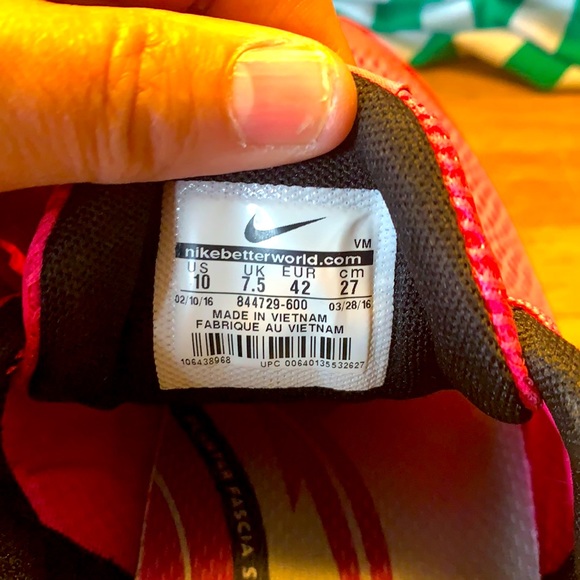 VM
nikebetterworld.com
US UK EUR cm
10 7.5 42 27
02/10/16 844729-600 03/28/16
MADE IN VIETNAM
FABRIQUE AU VIETNAM
106438968 UPC 00640135532627
FASCIA S